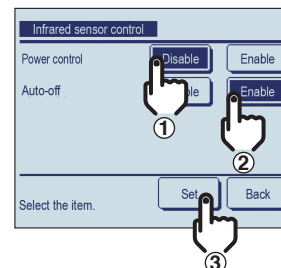 Infrared sensor control
Power control Disable Enable
Auto-off Enable
①
②
Select the item. Set Back
③